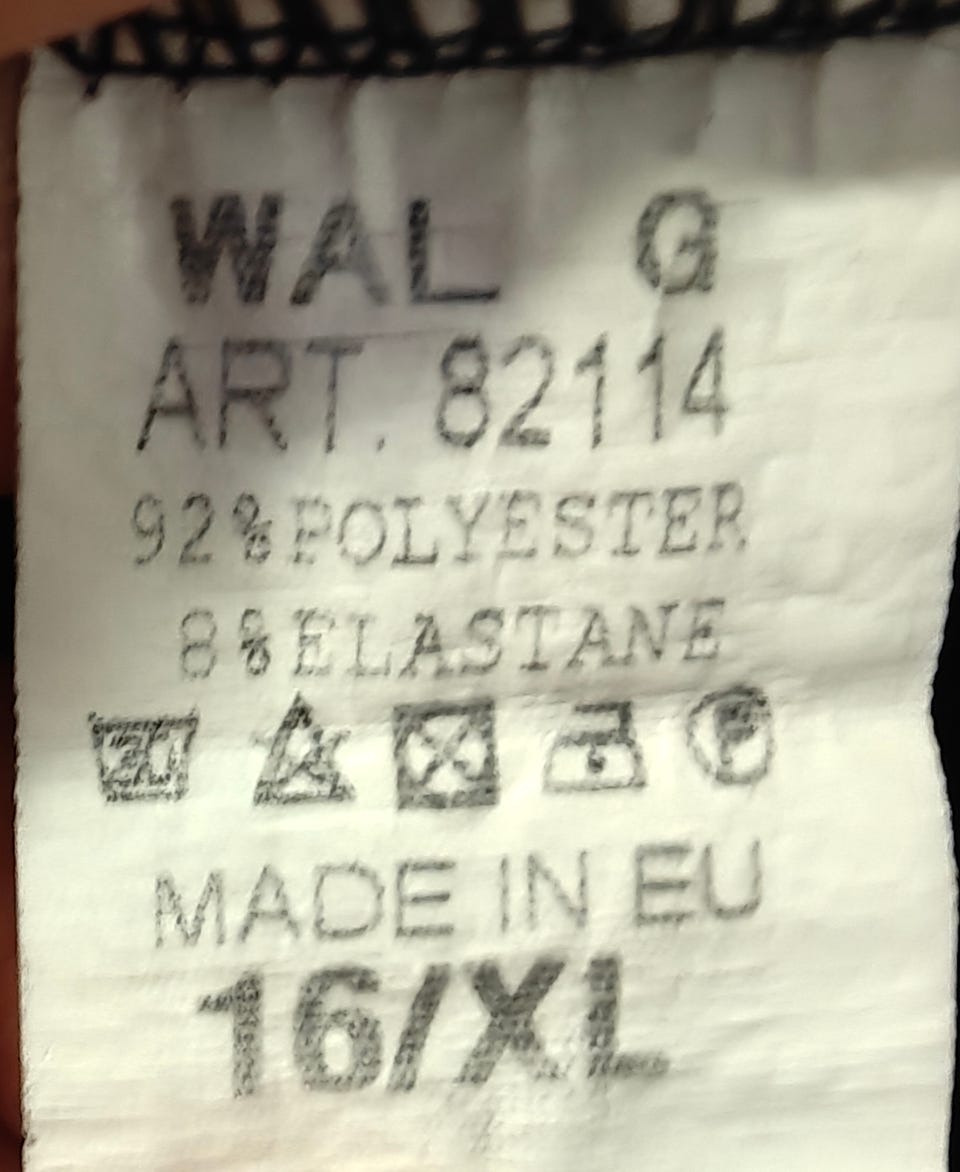 WAL G
ART. 82114
92%POLYESTER
8%ELASTANE
P
MADE IN EU
16/XL